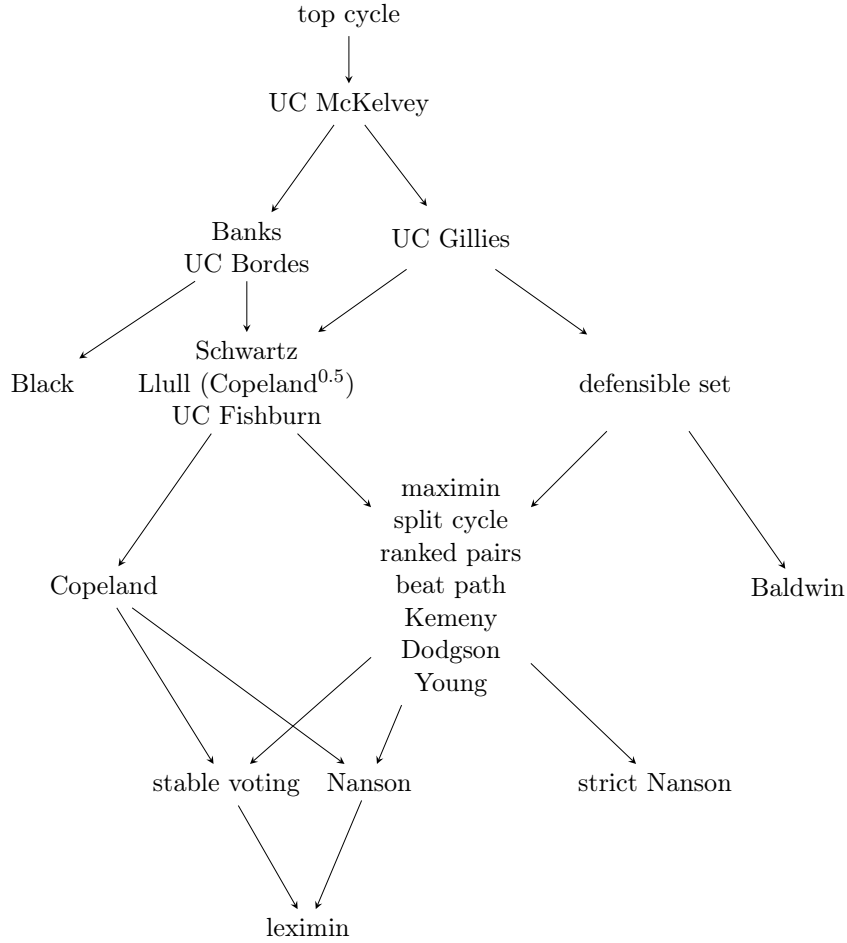 top cycle
UC McKelvey
Banks
UC Bordes
UC Gillies
Schwartz
Llull (Copeland^0.5)
UC Fishburn
Black
defensible set
maximin
split cycle
ranked pairs
beat path
Kemeny
Dodgson
Young
Copeland
Baldwin
stable voting
Nanson
strict Nanson
leximin